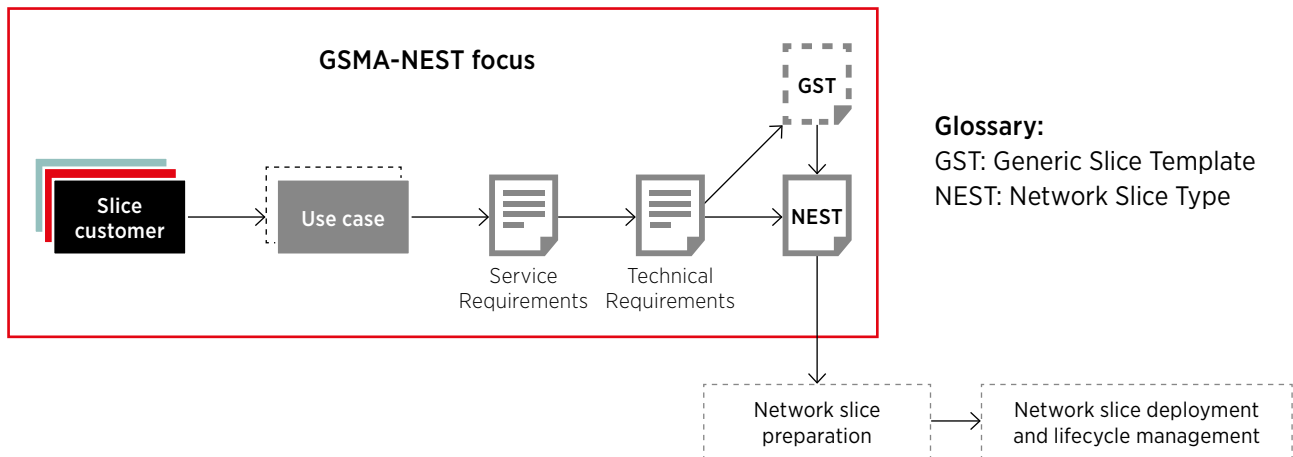 GSMA-NEST focus
GST
Glossary:
GST: Generic Slice Template
NEST: Network Slice Type
Slice
customer
Use case
NEST
Service
Requirements
Technical
Requirements
Network slice
preparation
Network slice deployment
and lifecycle management